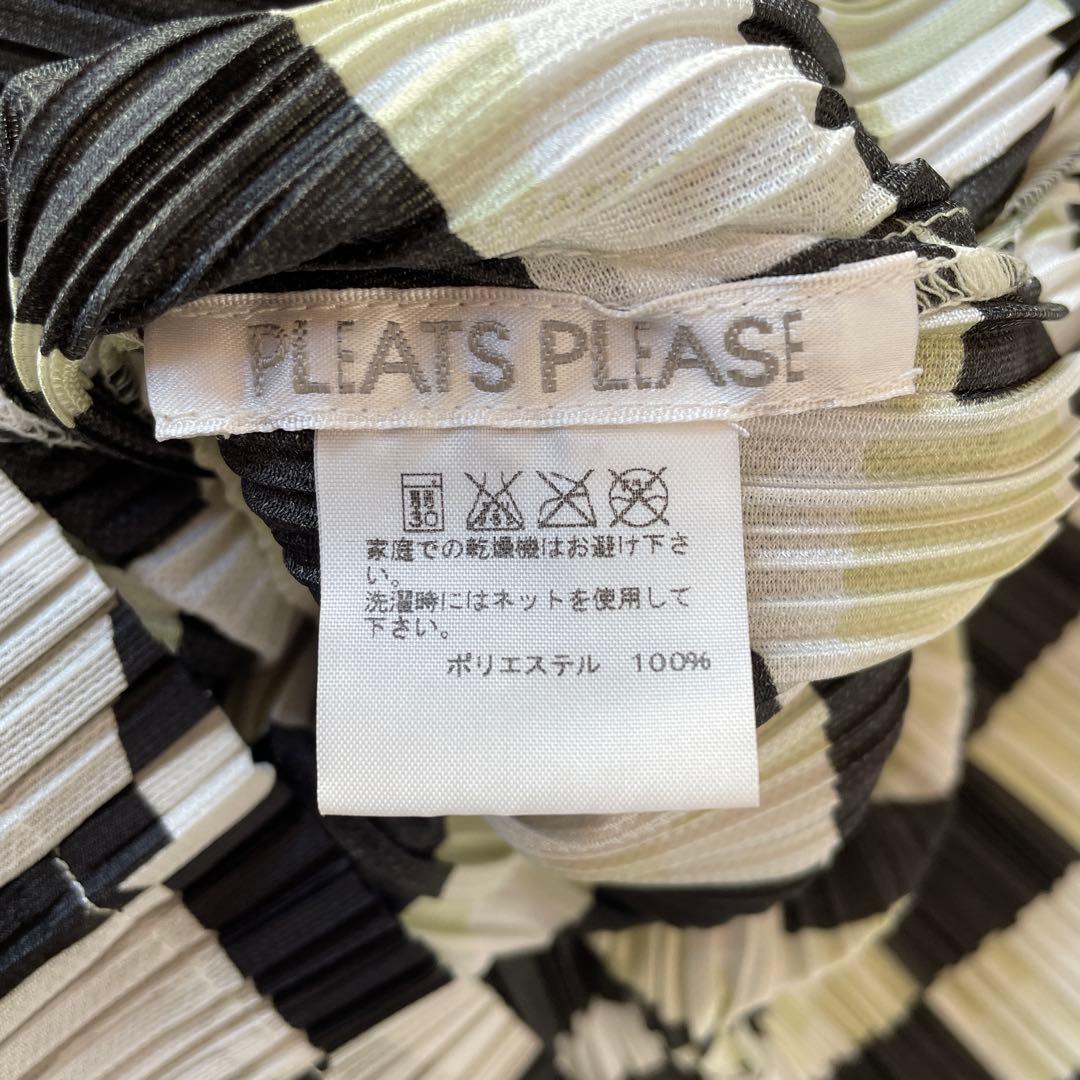 PLEATS PLEASE
家庭での乾燥機はお避け下さ
い。
洗濯時にはネットを使用して
下さい。
ポリエステル 100%